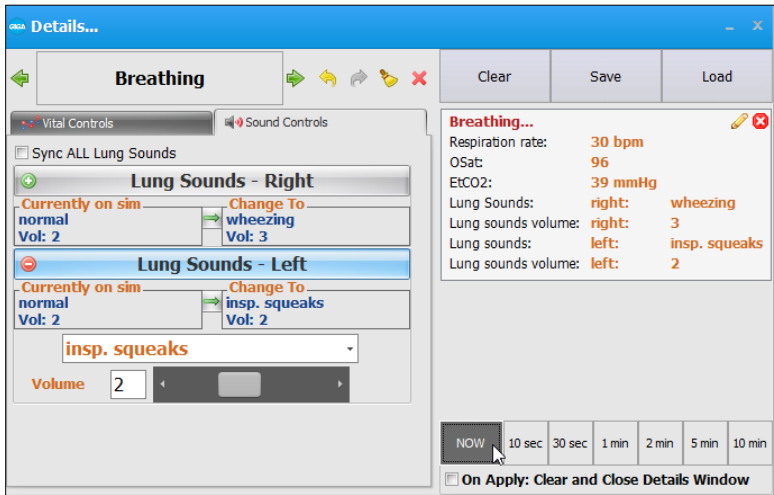 GIGA Details...
Breathing
Clear Save Load
Vital Controls Sound Controls
Sync ALL Lung Sounds
Lung Sounds - Right
Currently on sim Change To
normal wheezing
Vol: 2 Vol: 3
Lung Sounds - Left
Currently on sim Change To
normal insp. squeaks
Vol: 2 Vol: 2
insp. squeaks
Volume 2
Breathing...
Respiration rate: 30 bpm
OSat: 96
EtCO2: 39 mmHg
Lung Sounds: right: wheezing
Lung sounds volume: right: 3
Lung sounds: left: insp. squeaks
Lung sounds volume: left: 2
NOW 10 sec 30 sec 1 min 2 min 5 min 10 min
On Apply: Clear and Close Details Window